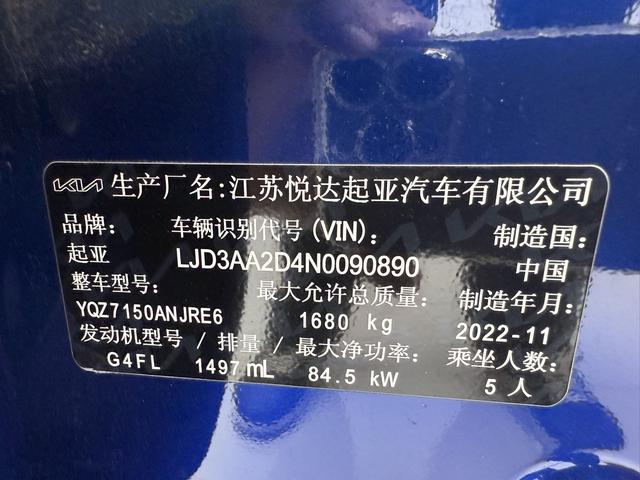 KIA 生产厂名:江苏悦达起亚汽车有限公司
品牌: 车辆识别代号(VIN): 制造国:
起亚 LJD3AA2D4N0090890 中国
整车型号: 最大允许总质量: 制造年月:
YQZ7150ANJRE6 1680 kg 2022-11
发动机型号/排量/最大净功率: 乘坐人数:
G4FL 1497mL 84.5 kW 5人